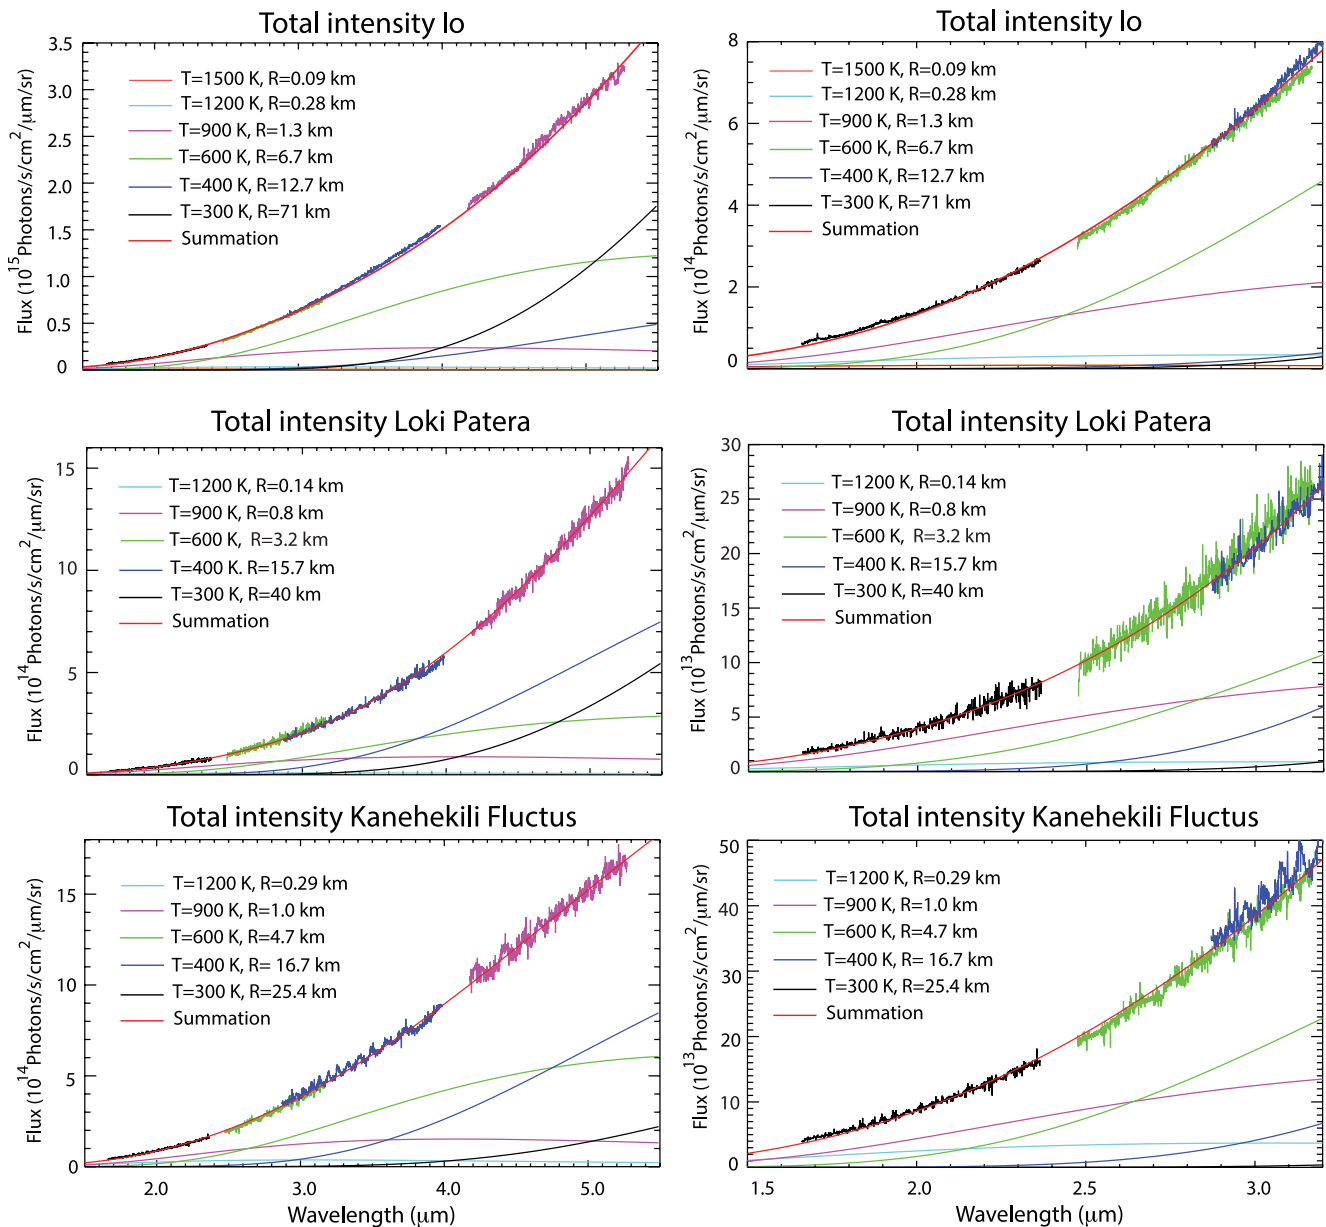 Total intensity Io
Flux (10^15 Photons/s/cm^2/μm/sr)
3.5
3.0
2.5
2.0
1.5
1.0
0.5
0
T=1500 K, R=0.09 km
T=1200 K, R=0.28 km
T=900 K, R=1.3 km
T=600 K, R=6.7 km
T=400 K, R=12.7 km
T=300 K, R=71 km
Summation
Total intensity Io
Flux (10^14 Photons/s/cm^2/μm/sr)
8
6
4
2
0
T=1500 K, R=0.09 km
T=1200 K, R=0.28 km
T=900 K, R=1.3 km
T=600 K, R=6.7 km
T=400 K, R=12.7 km
T=300 K, R=71 km
Summation
Total intensity Loki Patera
Flux (10^14 Photons/s/cm^2/μm/sr)
15
10
5
0
T=1200 K, R=0.14 km
T=900 K, R=0.8 km
T=600 K, R=3.2 km
T=400 K. R=15.7 km
T=300 K, R=40 km
Summation
Total intensity Loki Patera
Flux (10^13 Photons/s/cm^2/μm/sr)
30
25
20
15
10
5
0
T=1200 K, R=0.14 km
T=900 K, R=0.8 km
T=600 K, R=3.2 km
T=400 K. R=15.7 km
T=300 K, R=40 km
Summation
Total intensity Kanehekili Fluctus
Flux (10^14 Photons/s/cm^2/μm/sr)
15
10
5
0
T=1200 K, R=0.29 km
T=900 K, R=1.0 km
T=600 K, R=4.7 km
T=400 K, R= 16.7 km
T=300 K, R=25.4 km
Summation
2.0
3.0
4.0
5.0
Wavelength (μm)
Total intensity Kanehekili Fluctus
Flux (10^13 Photons/s/cm^2/μm/sr)
50
40
30
20
10
0
T=1200 K, R=0.29 km
T=900 K, R=1.0 km
T=600 K, R=4.7 km
T=400 K, R= 16.7 km
T=300 K, R=25.4 km
Summation
1.5
2.0
2.5
3.0
Wavelength (μm)